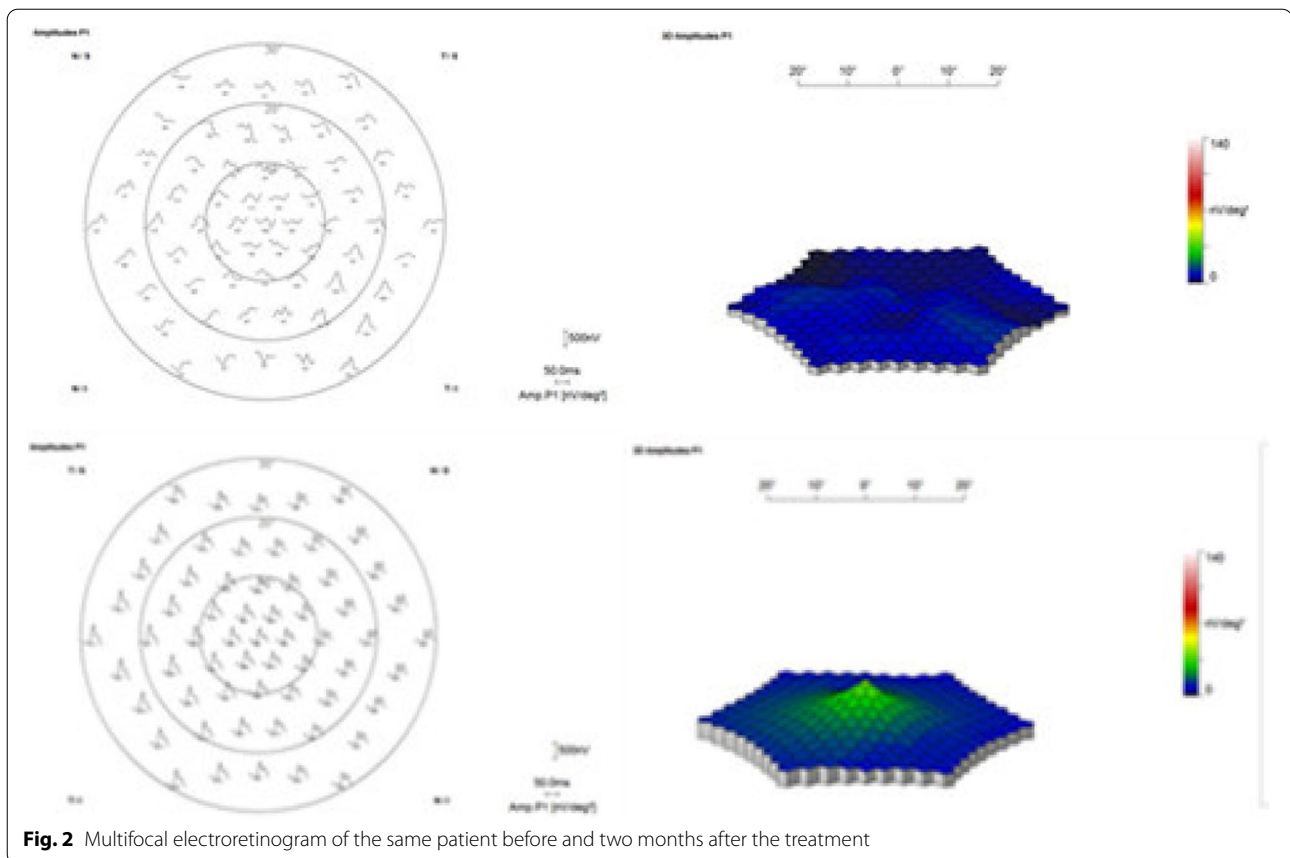 Amplitudes P1
N / S
T / S
30°
20°
N / I
T / I
500nV
50.0ms
Amp.P1 [nV/deg²]
3D Amplitudes P1
20° 10° 0° 10° 20°
140
nV/deg²
0
Amplitudes P1
T / S
N / S
30°
20°
T / I
N / I
500nV
50.0ms
Amp.P1 [nV/deg²]
3D Amplitudes P1
20° 10° 0° 10° 20°
140
nV/deg²
0
Fig. 2 Multifocal electroretinogram of the same patient before and two months after the treatment